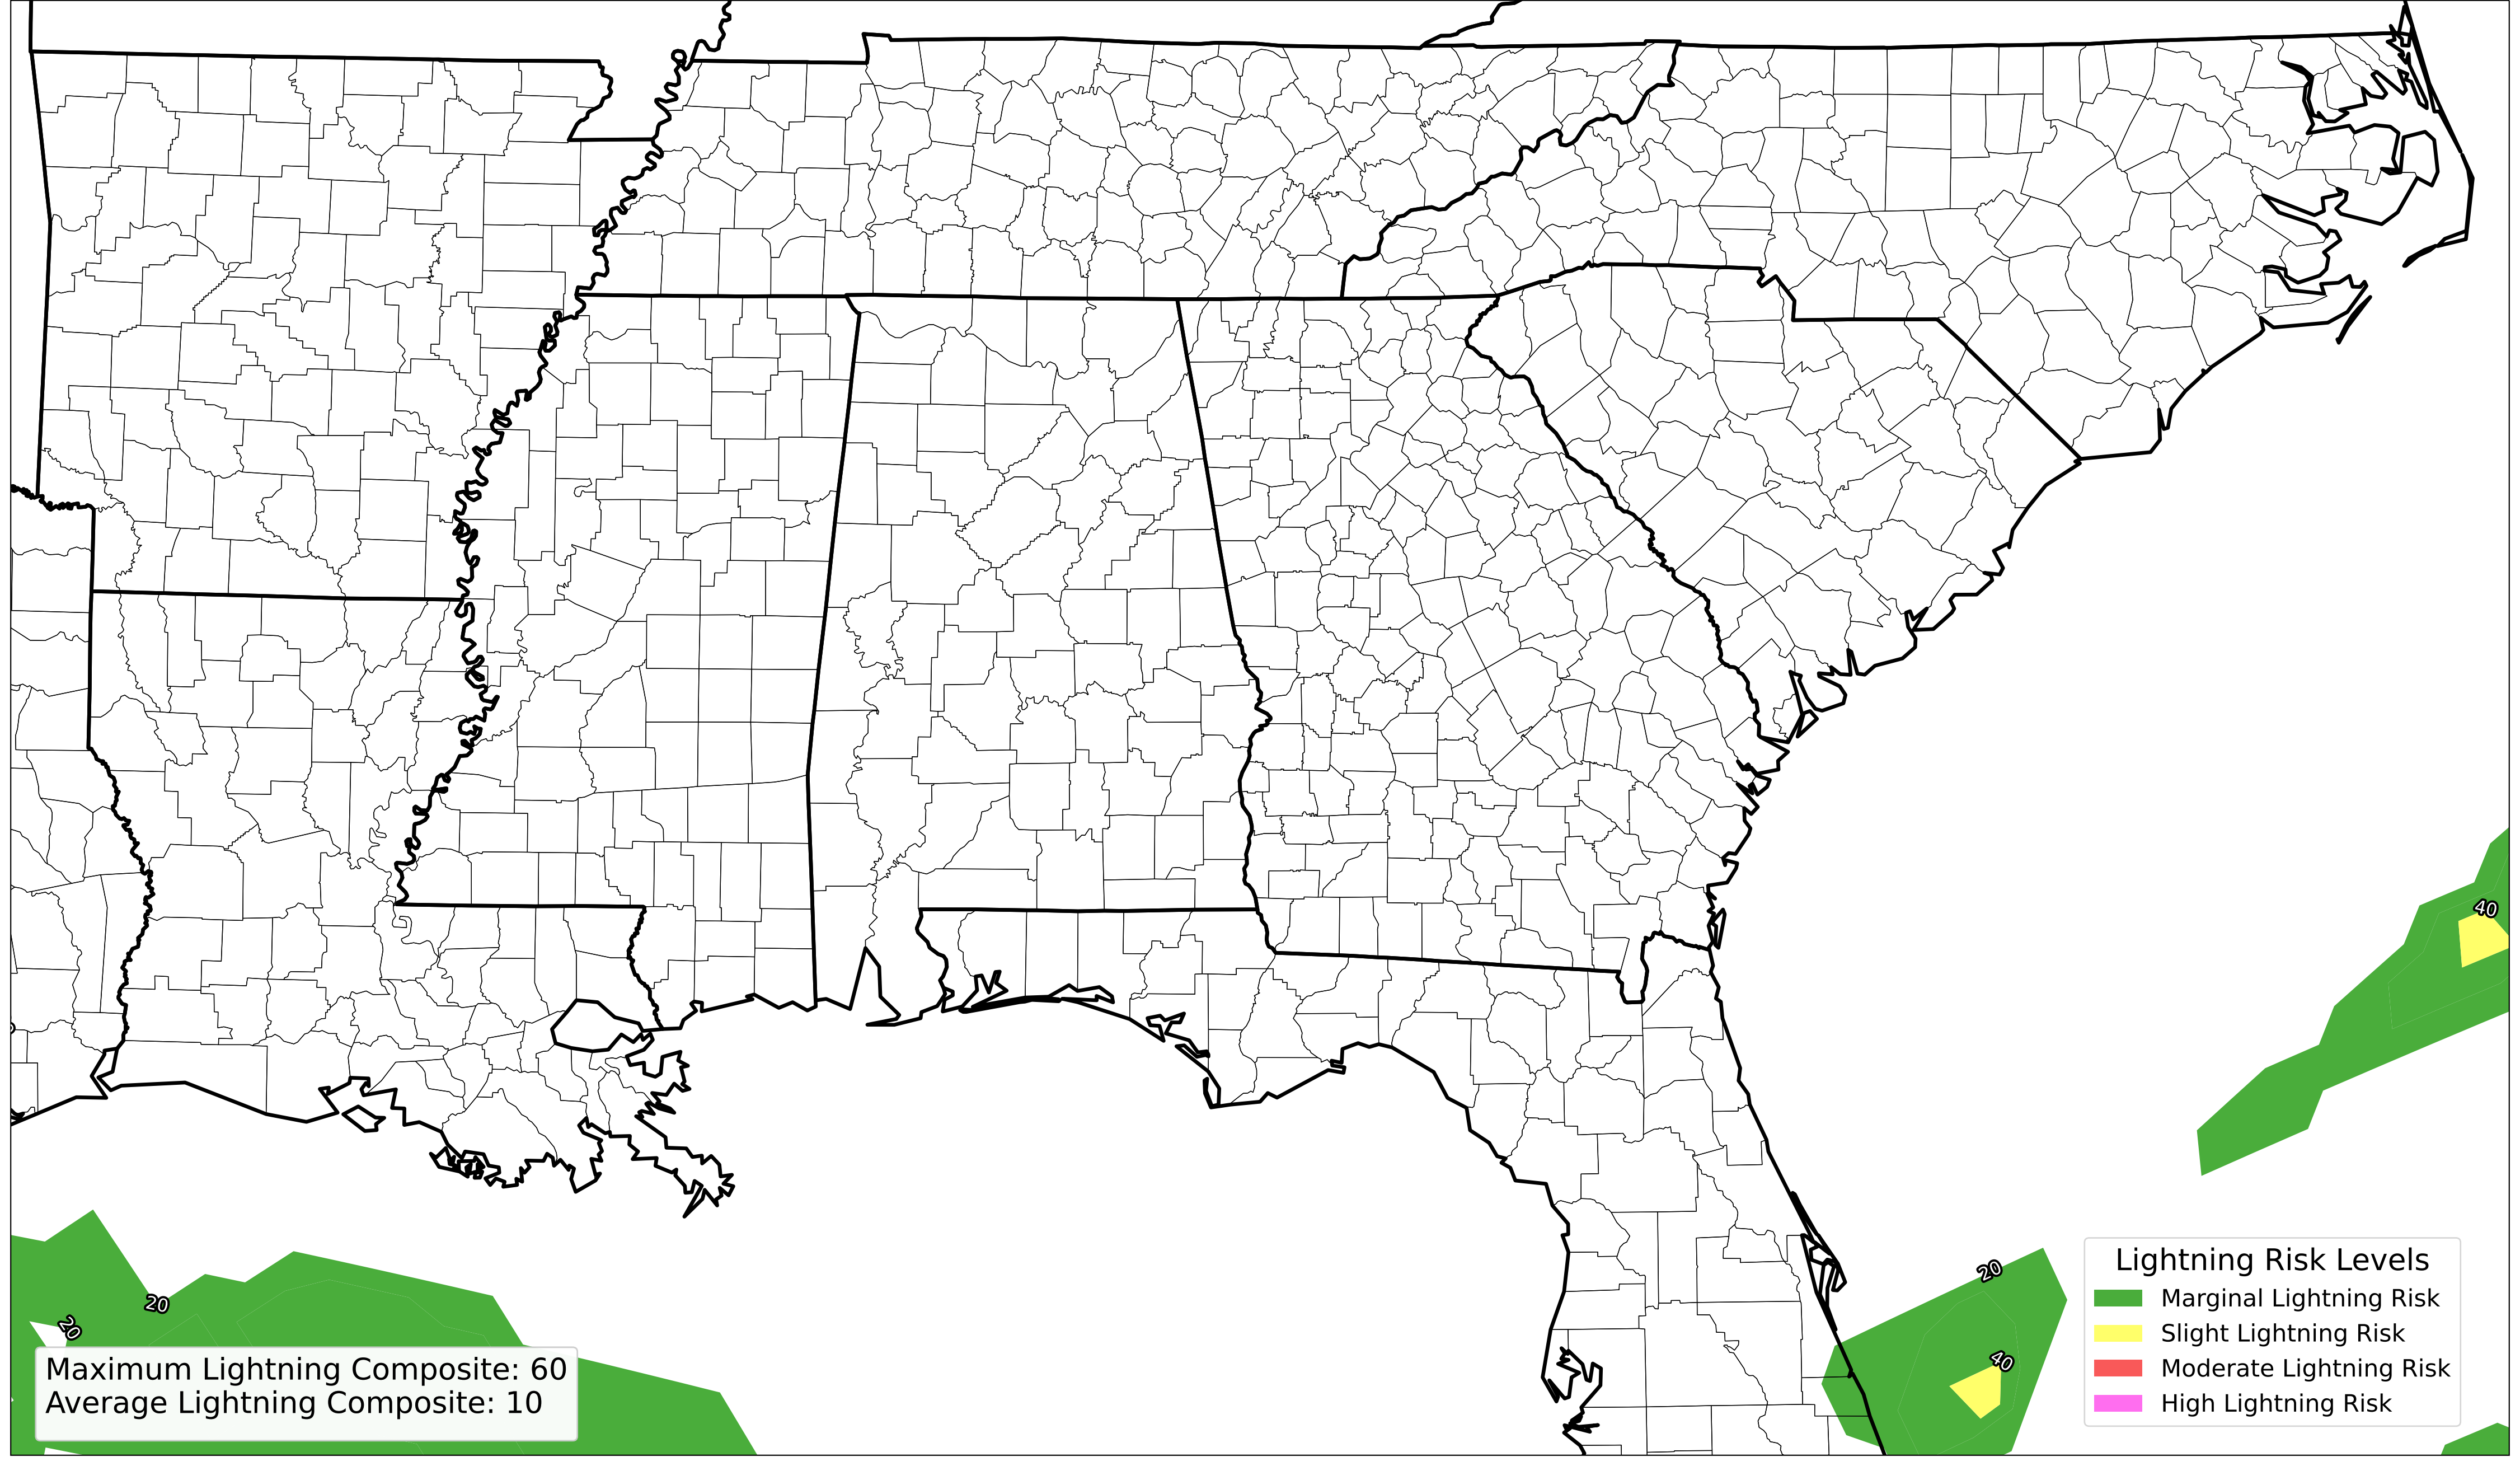 40
20
40
20
20
Lightning Risk Levels
Marginal Lightning Risk
Slight Lightning Risk
Moderate Lightning Risk
High Lightning Risk
Maximum Lightning Composite: 60
Average Lightning Composite: 10